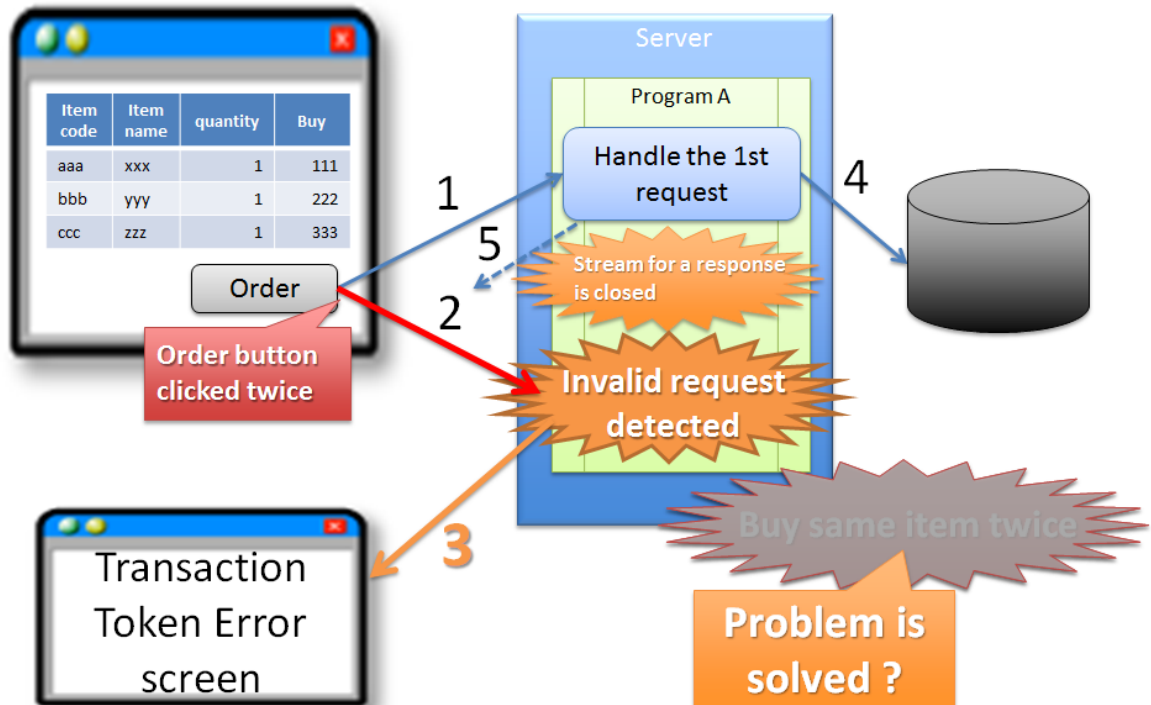 Server
Program A
Item code
Item name
quantity
Buy
aaa xxx 1 111
bbb yyy 1 222
ccc zzz 1 333
Order
Order button
clicked twice
1
2
3
4
5
Handle the 1st
request
Stream for a response
is closed
Invalid request
detected
Buy same item twice
Problem is
solved ?
Transaction
Token Error
screen